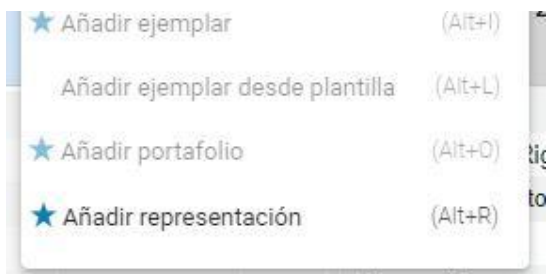 Añadir ejemplar (Alt+I)
Añadir ejemplar desde plantilla (Alt+L)
Añadir portafolio (Alt+O)
Añadir representación (Alt+R)